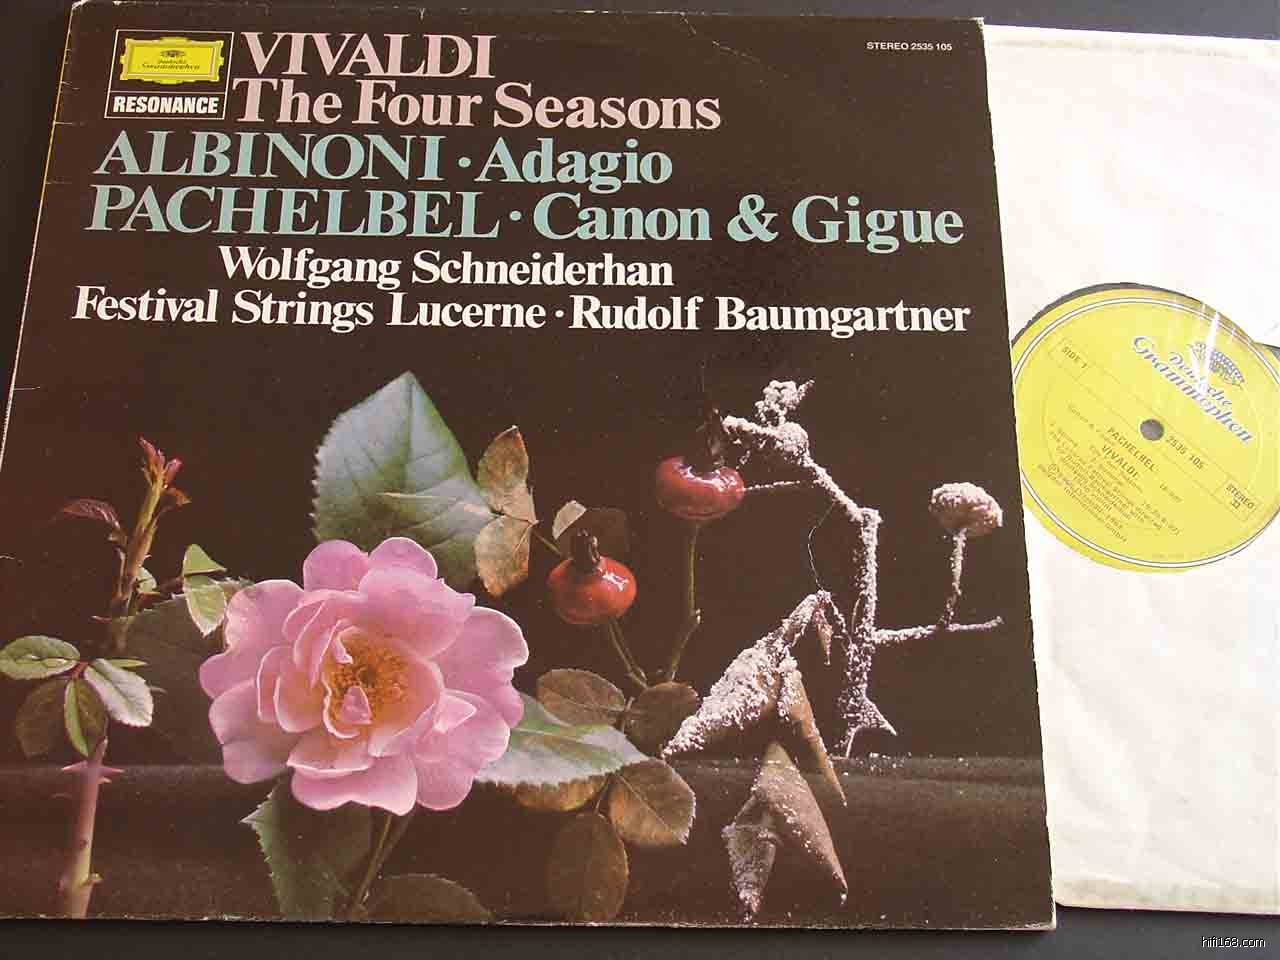 Deutsche
Grammophon
RESONANCE
VIVALDI
The Four Seasons
STEREO 2535 105
ALBINONI · Adagio
PACHELBEL · Canon & Gigue
Wolfgang Schneiderhan
Festival Strings Lucerne · Rudolf Baumgartner
Deutsche
Grammophon
SIDE 1
2535 105
STEREO
33
PACHELBEL:
VIVALDI:
hifi168.com